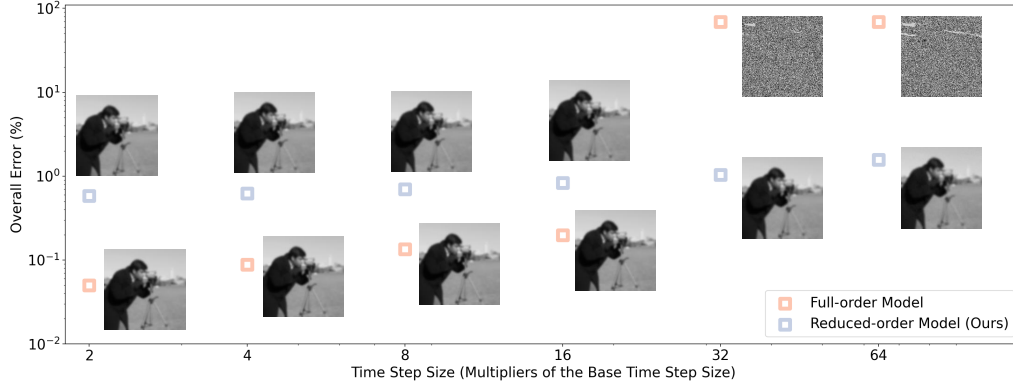 10²
10¹
10⁰
10⁻¹
10⁻²
Overall Error (%)
2 4 8 16 32 64
Time Step Size (Multipliers of the Base Time Step Size)
Full-order Model
Reduced-order Model (Ours)